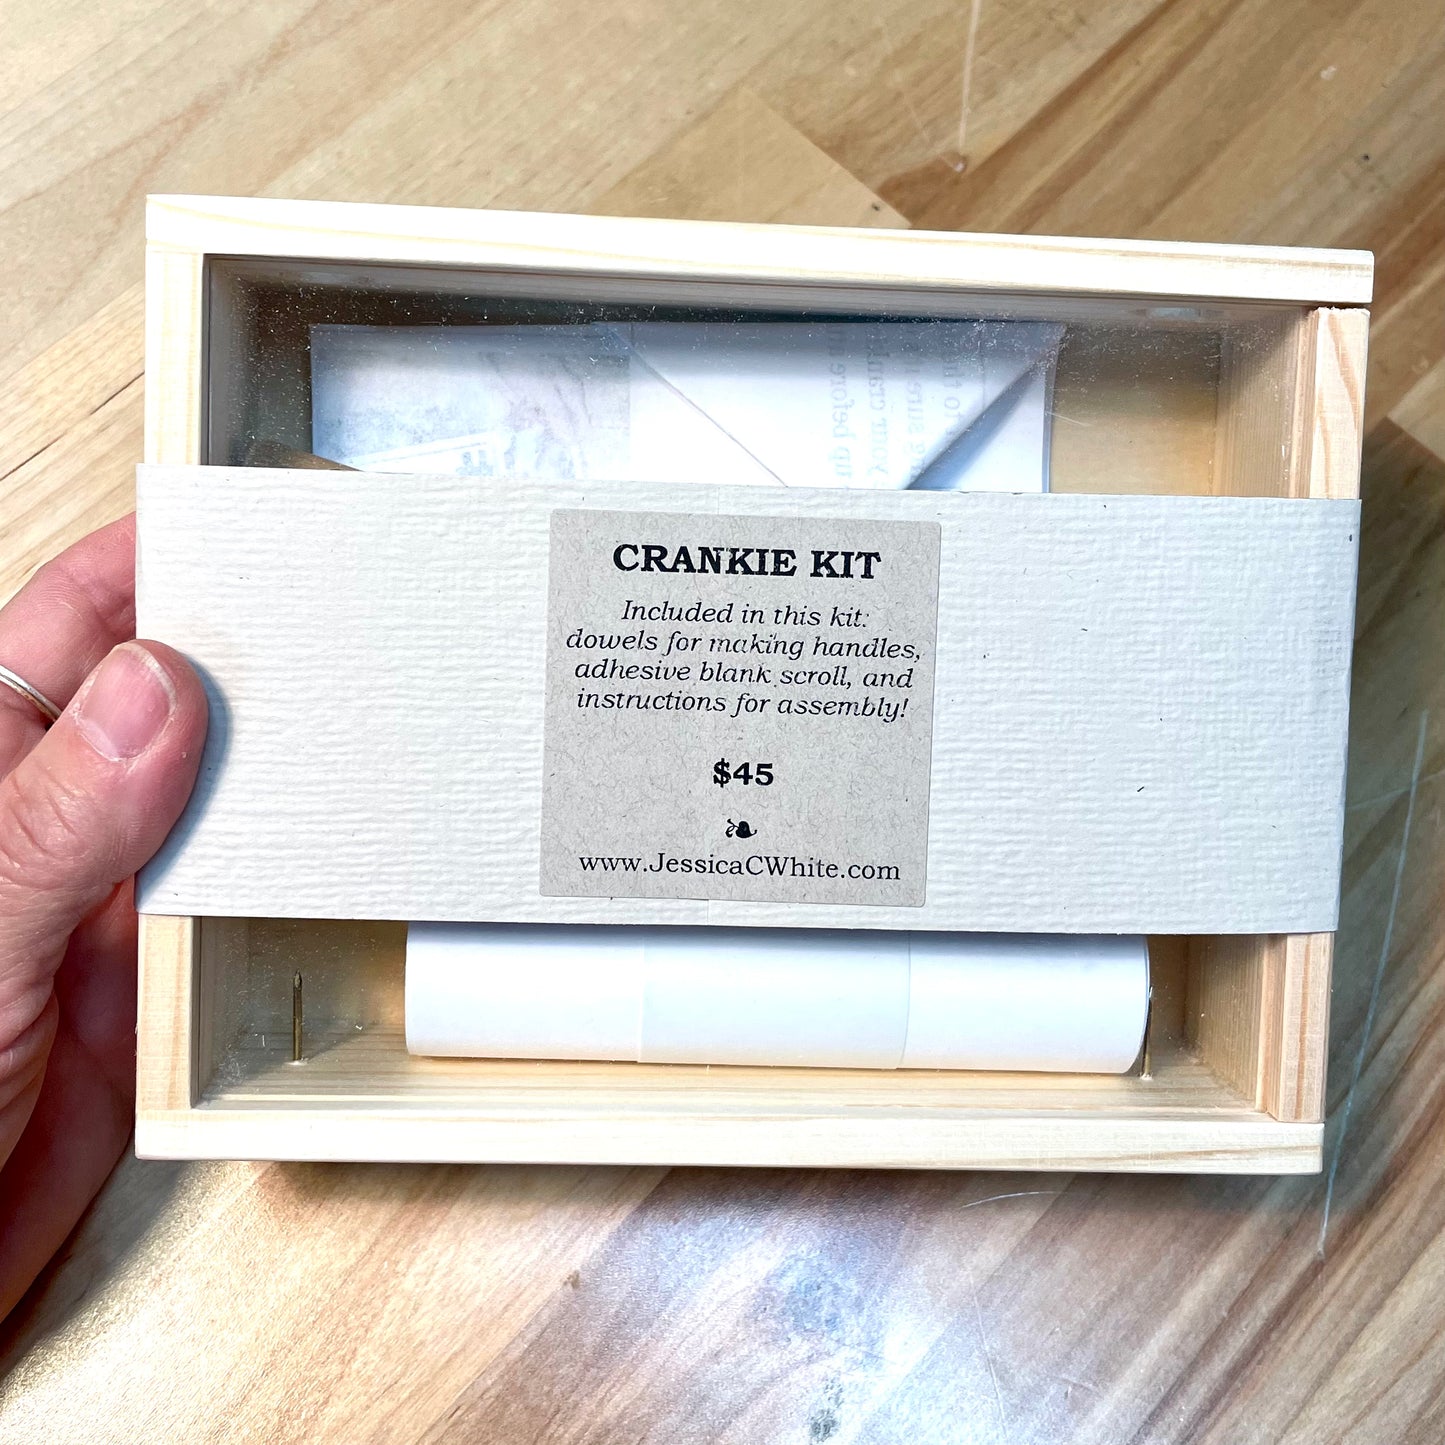 CRANKIE KIT
Included in this kit:
dowels for making handles,
adhesive blank scroll, and
instructions for assembly!
$45
www.JessicaCWhite.com